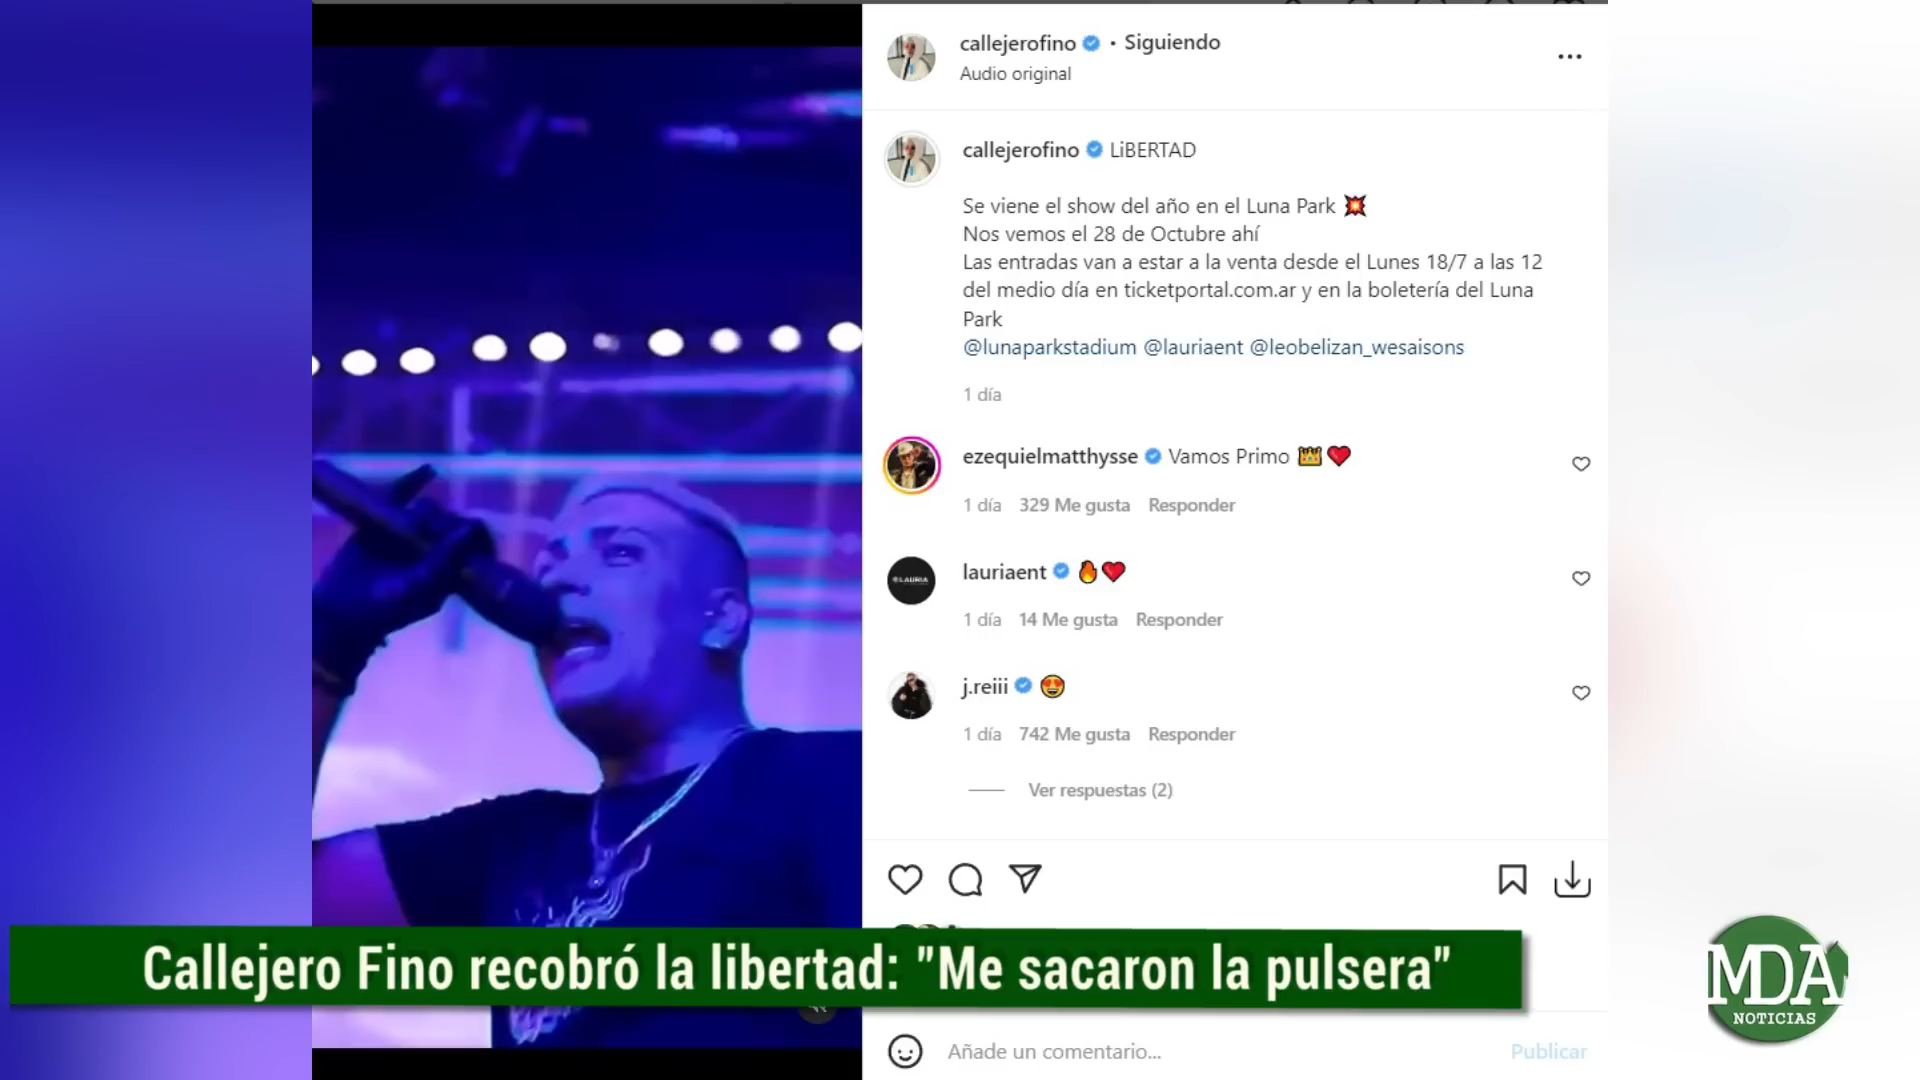 callejerofino • Siguiendo
Audio original
callejerofino LiBERTAD
Se viene el show del año en el Luna Park 💥
Nos vemos el 28 de Octubre ahí
Las entradas van a estar a la venta desde el Lunes 18/7 a las 12
del medio día en ticketportal.com.ar y en la boletería del Luna
Park
@lunaparkstadium @lauriaent @leobelizan_wesaisons
1 día
ezequielmatthysse Vamos Primo 👑❤️
1 día 329 Me gusta Responder
LAURIA
lauriaent 🔥❤️
1 día 14 Me gusta Responder
j.reiii 😍
1 día 742 Me gusta Responder
Ver respuestas (2)
Callejero Fino recobró la libertad: "Me sacaron la pulsera"
MDA
NOTICIAS
Añade un comentario...
Publicar